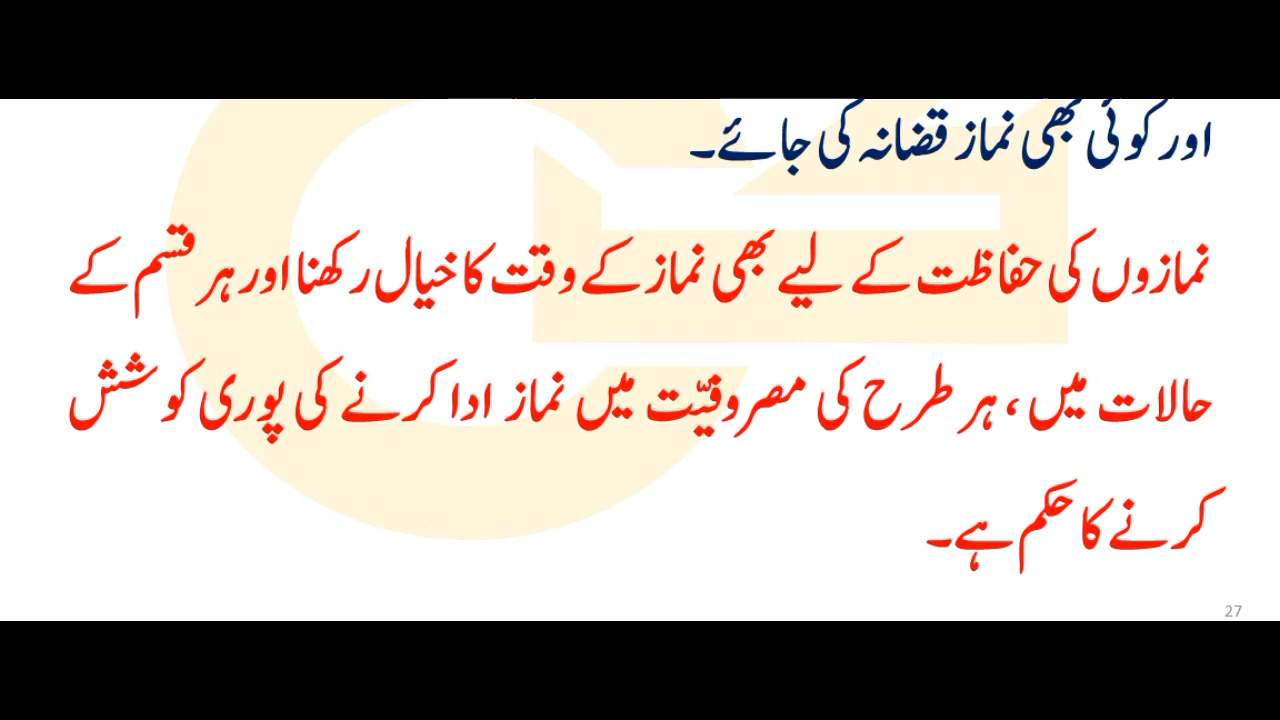 اور کوئی بھی نماز قضا نہ کی جائے۔
نمازوں کی حفاظت کے لیے بھی نماز کے وقت کا خیال رکھنا اور ہر قسم کے
حالات میں، ہر طرح کی مصروفیّت میں نماز ادا کرنے کی پوری کوشش
کرنے کا حکم ہے۔
27